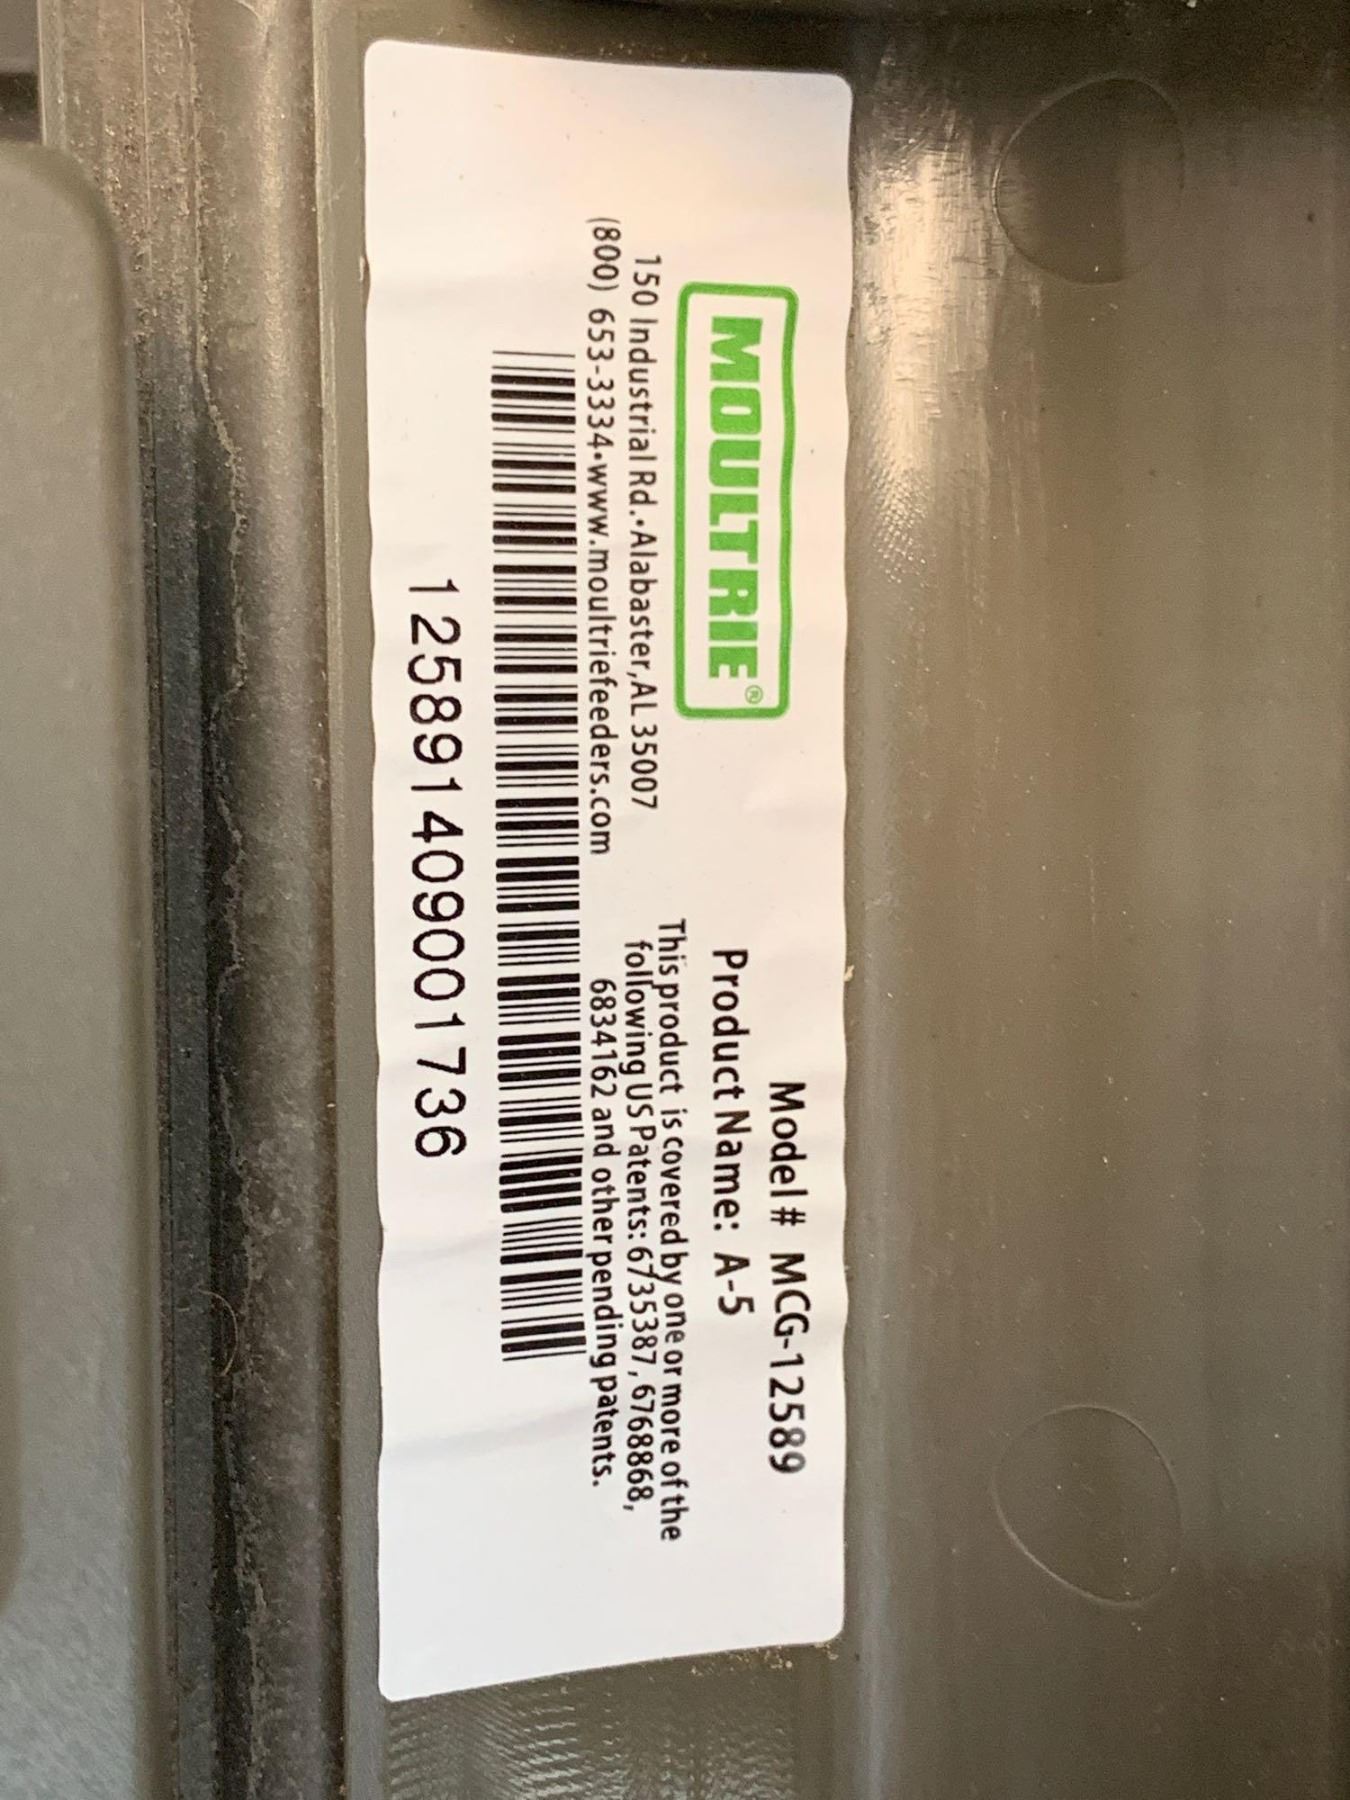 MOULTRIE®
150 Industrial Rd.•Alabaster,AL 35007
(800) 653-3334•www.moultriefeeders.com
Model # MCG-12589
Product Name: A-5
This product is covered by one or more of the
following US Patents: 6735387, 6768868,
6834162 and other pending patents.
125891409001736